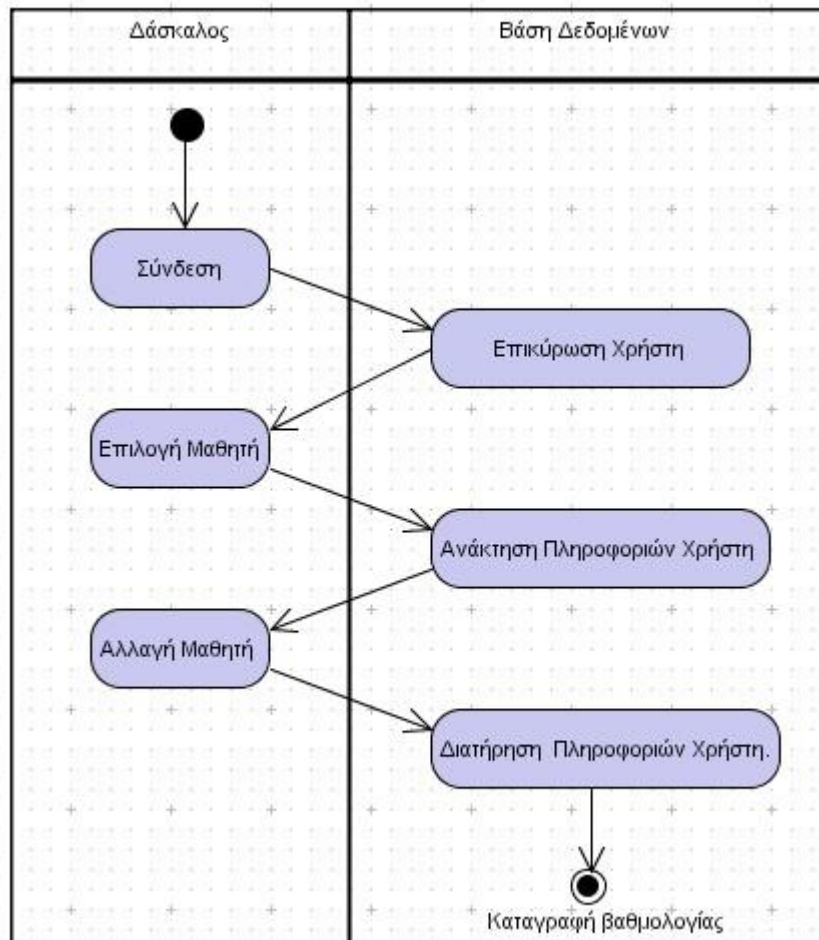 Δάσκαλος
Βάση Δεδομένων
Σύνδεση
Επικύρωση Χρήστη
Επιλογή Μαθητή
Ανάκτηση Πληροφοριών Χρήστη
Αλλαγή Μαθητή
Διατήρηση Πληροφοριών Χρήστη.
Καταγραφή βαθμολογίας